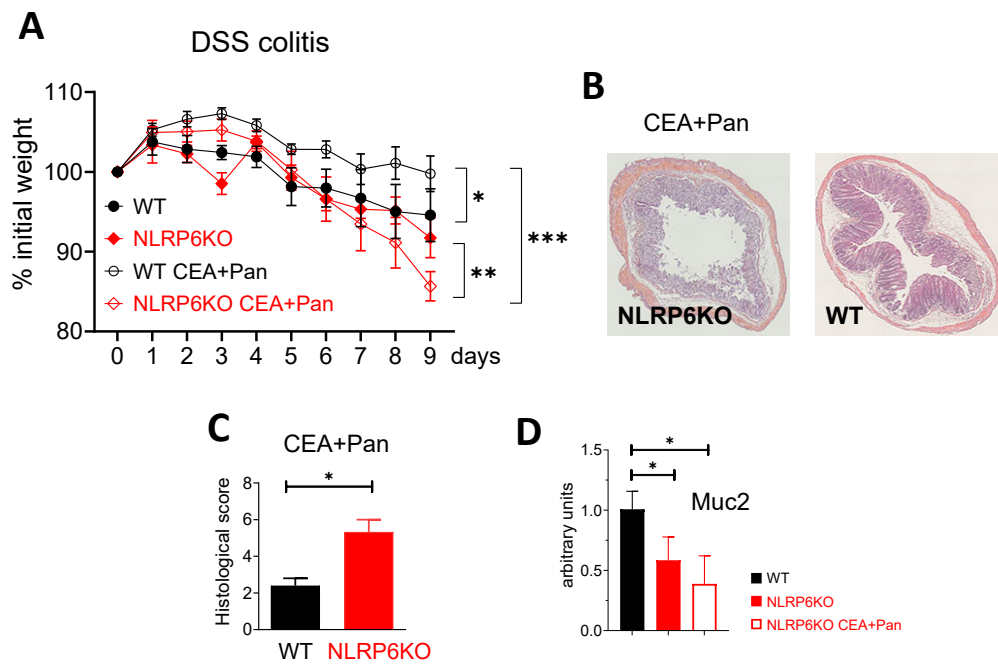 A
DSS colitis
110
100
90
80
% initial weight
WT
NLRP6KO
WT CEA+Pan
NLRP6KO CEA+Pan
*
**
***
0 1 2 3 4 5 6 7 8 9 days
B
CEA+Pan
NLRP6KO
WT
C
CEA+Pan
*
8
6
4
2
0
Histological score
WT NLRP6KO
D
*
*
Muc2
1.5
1.0
0.5
0.0
arbitrary units
WT
NLRP6KO
NLRP6KO CEA+Pan